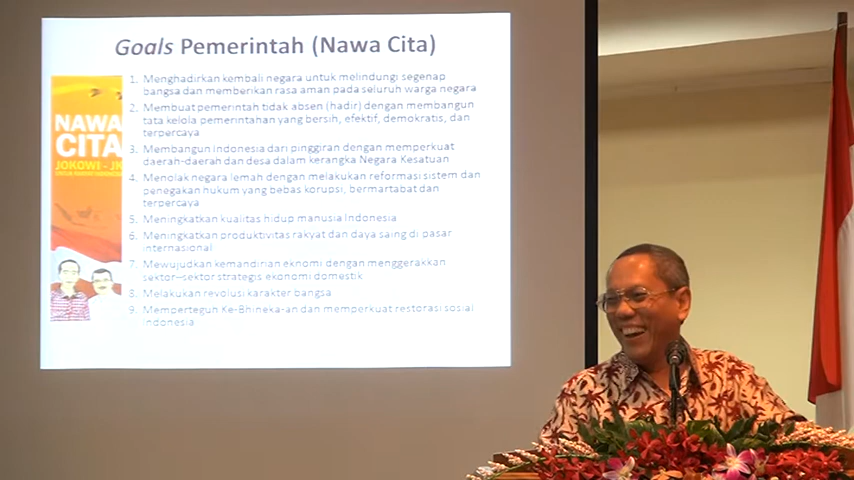 Goals Pemerintah (Nawa Cita)
NAWA
CITA
JOKOWI - JK
1. Menghadirkan kembali negara untuk melindungi segenap
bangsa dan memberikan rasa aman pada seluruh warga negara
2. Membuat pemerintah tidak absen (hadir) dengan membangun
tata kelola pemerintahan yang bersih, efektif, demokratis, dan
terpercaya
3. Membangun Indonesia dari pinggiran dengan memperkuat
daerah-daerah dan desa dalam kerangka Negara Kesatuan
4. Menolak negara lemah dengan melakukan reformasi sistem dan
penegakan hukum yang bebas korupsi, bermartabat dan
terpercaya
5. Meningkatkan kualitas hidup manusia Indonesia
6. Meningkatkan produktivitas rakyat dan daya saing di pasar
internasional
7. Mewujudkan kemandirian eknomi dengan menggerakkan
sektor–sektor strategis ekonomi domestik
8. Melakukan revolusi karakter bangsa
9. Memperteguh Ke-Bhineka-an dan memperkuat restorasi sosial
Indonesia